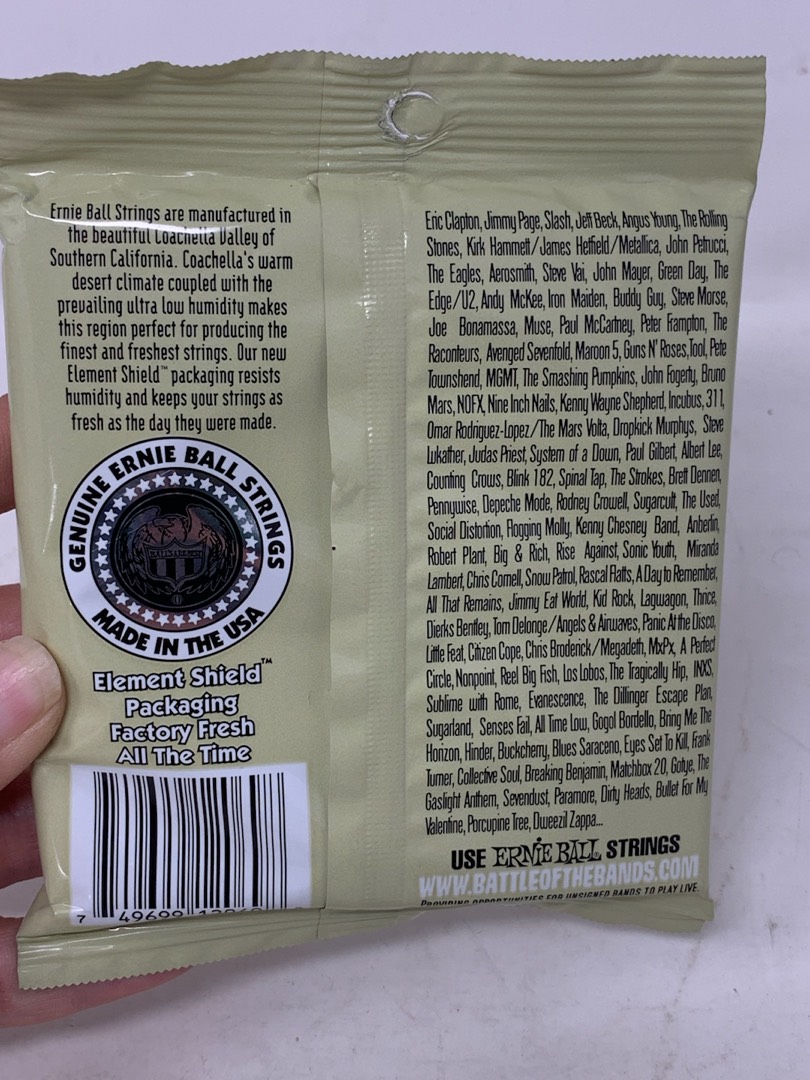 Ernie Ball Strings are manufactured in
the beautiful Coachella Valley of
Southern California. Coachella's warm
desert climate coupled with the
prevailing ultra low humidity makes
this region perfect for producing the
finest and freshest strings. Our new
Element Shield™ packaging resists
humidity and keeps your strings as
fresh as the day they were made.
GENUINE ERNIE BALL STRINGS
MADE IN THE USA
Element Shield™
Packaging
Factory Fresh
All The Time
7 49699
Eric Clapton, Jimmy Page, Slash, Jeff Beck, Angus Young, The Rolling
Stones, Kirk Hammett/James Hetfield/Metallica, John Petrucci,
The Eagles, Aerosmith, Steve Vai, John Mayer, Green Day, The
Edge/U2, Andy McKee, Iron Maiden, Buddy Guy, Steve Morse,
Joe Bonamassa, Muse, Paul McCartney, Peter Frampton, The
Raconteurs, Avenged Sevenfold, Maroon 5, Guns N' Roses, Tool, Pete
Townshend, MGMT, The Smashing Pumpkins, John Fogerty, Bruno
Mars, NOFX, Nine Inch Nails, Kenny Wayne Shepherd, Incubus, 311,
Omar Rodriguez-Lopez/The Mars Volta, Dropkick Murphys, Steve
Lukather, Judas Priest, System of a Down, Paul Gilbert, Albert Lee,
Counting Crows, Blink 182, Spinal Tap, The Strokes, Brett Dennen,
Pennywise, Depeche Mode, Rodney Crowell, Sugarcult, The Used,
Social Distortion, Flogging Molly, Kenny Chesney Band, Anberlin,
Robert Plant, Big & Rich, Rise Against, Sonic Youth, Miranda
Lambert, Chris Cornell, Snow Patrol, Rascal Flatts, A Day to Remember,
All That Remains, Jimmy Eat World, Kid Rock, Lagwagon, Thrice,
Dierks Bentley, Tom Delonge/Angels & Airwaves, Panic At the Disco,
Little Feat, Citizen Cope, Chris Broderick/Megadeth, MxPx, A Perfect
Circle, Nonpoint, Reel Big Fish, Los Lobos, The Tragically Hip, INXS,
Sublime with Rome, Evanescence, The Dillinger Escape Plan,
Sugarland, Senses Fail, All Time Low, Gogol Bordello, Bring Me The
Horizon, Hinder, Buckcherry, Blues Saraceno, Eyes Set To Kill, Frank
Turner, Collective Soul, Breaking Benjamin, Matchbox 20, Gotye, The
Gaslight Anthem, Sevendust, Paramore, Dirty Heads, Bullet For My
Valentine, Porcupine Tree, Dweezil Zappa...
USE ERNIE BALL STRINGS
WWW.BATTLEOFTHEBANDS.COM
PROVIDING OPPORTUNITIES FOR UNSIGNED BANDS TO PLAY LIVE.